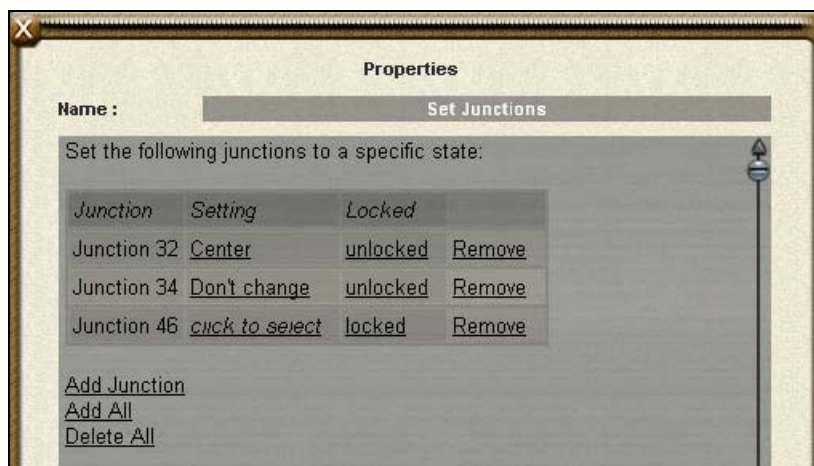 X
Properties
Name : Set Junctions
Set the following junctions to a specific state:
Junction Setting Locked
Junction 32 Center unlocked Remove
Junction 34 Don't change unlocked Remove
Junction 46 click to select locked Remove
Add Junction
Add All
Delete All